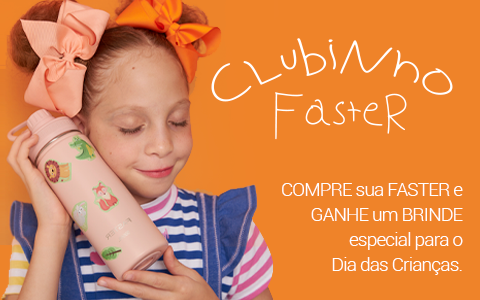 CLubiNho
FasteR
COMPRE sua FASTER e
GANHE um BRINDE
especial para o
Dia das Crianças.